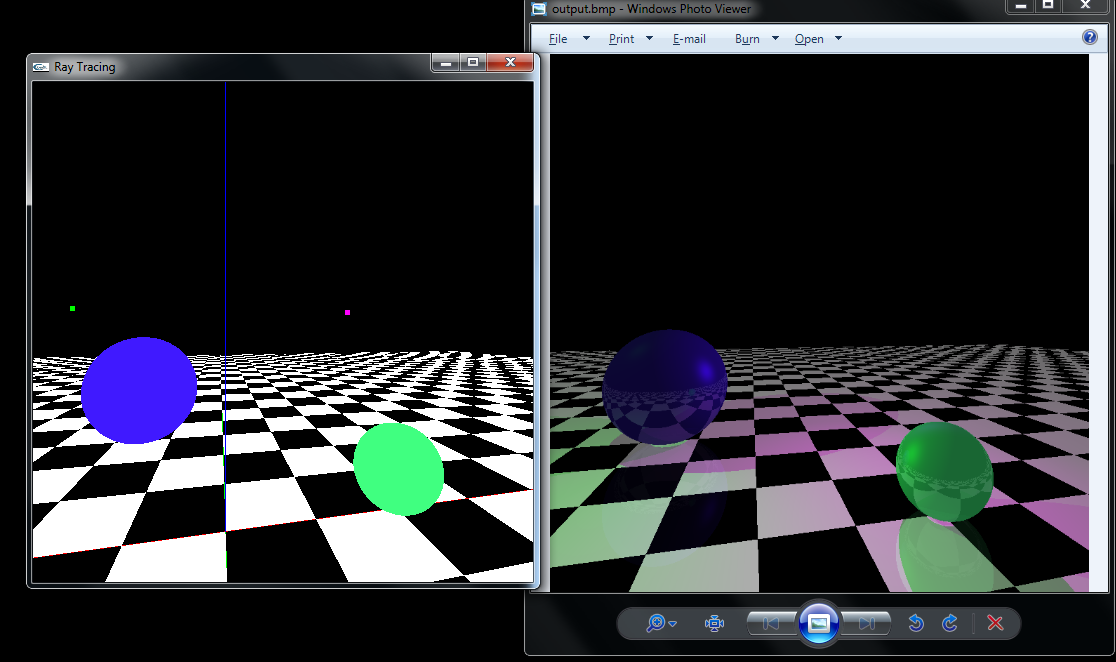 Ray Tracing
output.bmp - Windows Photo Viewer
File Print E-mail Burn Open